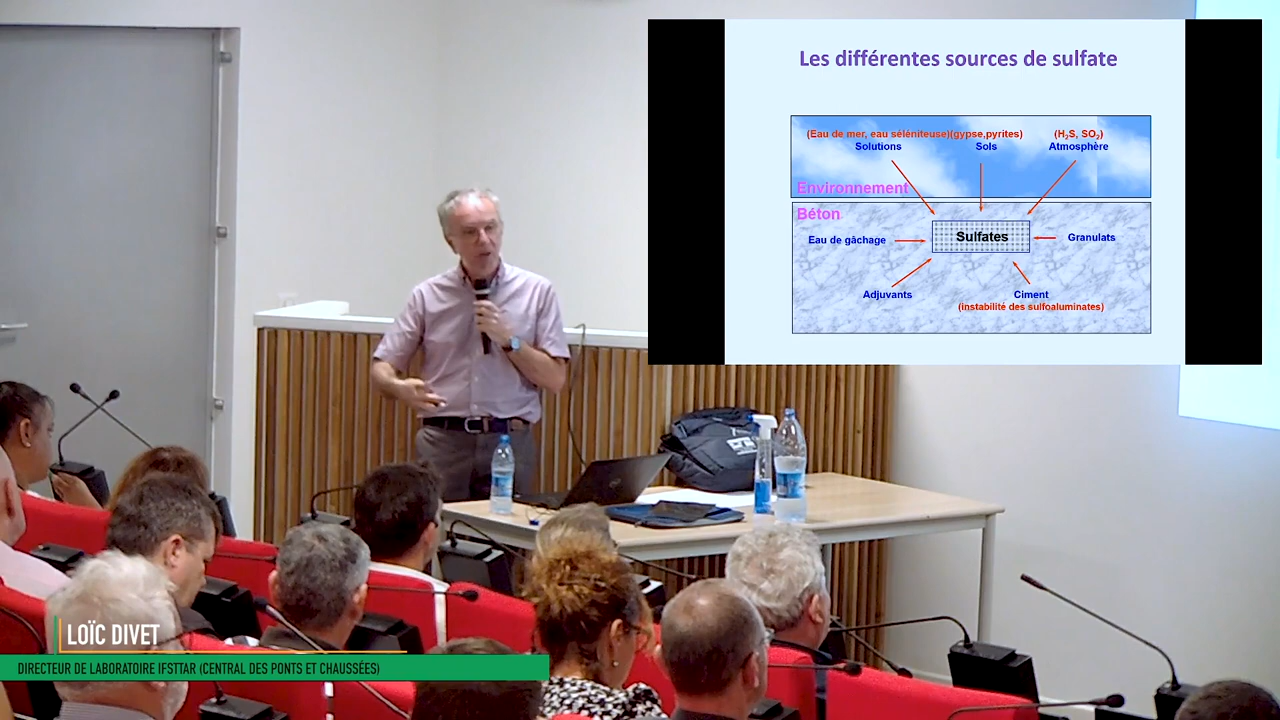 Les différentes sources de sulfate
(Eau de mer, eau séléniteuse)(gypse,pyrites) (H₂S, SO₂)
Solutions Sols Atmosphère
Environnement
Béton
Sulfates
Eau de gâchage
Granulats
Adjuvants
Ciment
(instabilité des sulfoaluminates)
LOÏC DIVET
DIRECTEUR DE LABORATOIRE IFSTTAR (CENTRAL DES PONTS ET CHAUSSÉES)